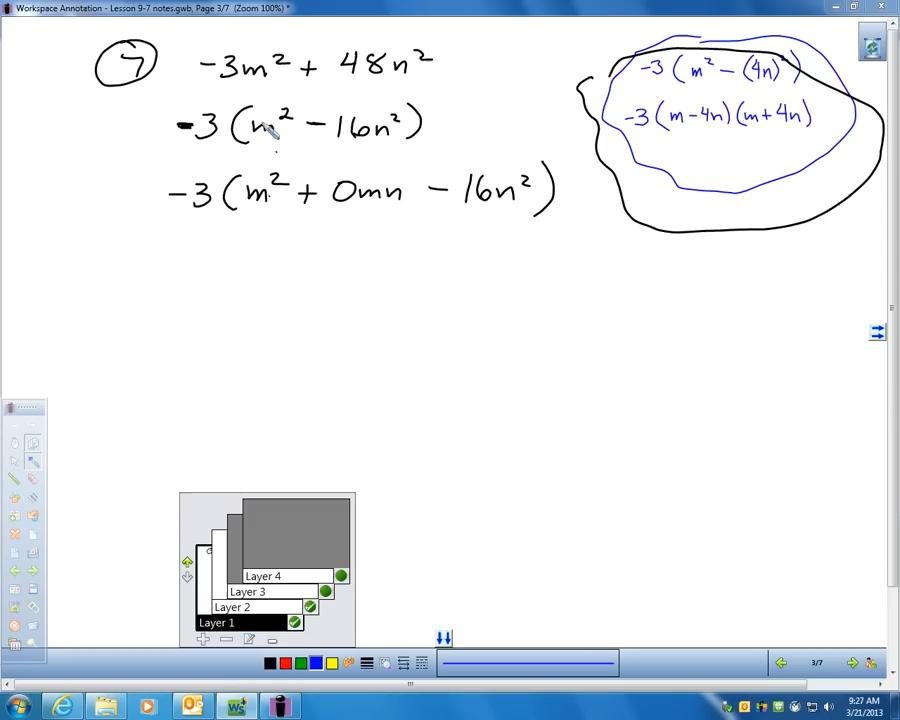 Workspace Annotation - Lesson 9-7 notes.gwb, Page 3/7 (Zoom 100%) *
7 -3m² + 48n²
-3(m² - 16n²)
-3(m² + 0mn - 16n²)
-3(m² - (4n)²)
-3(m-4n)(m+4n)
Layer 4
Layer 3
Layer 2
Layer 1
3/7
9:27 AM
3/21/2013